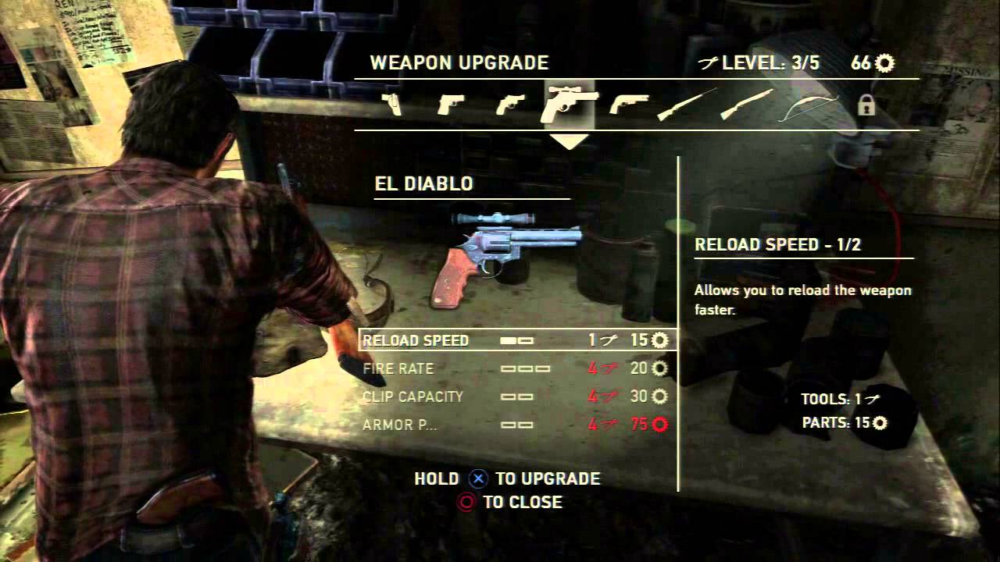 WEAPON UPGRADE
LEVEL: 3/5
66
MISSING
EL DIABLO
RELOAD SPEED - 1/2
Allows you to reload the weapon
faster.
RELOAD SPEED 1 15
FIRE RATE 4 20
CLIP CAPACITY 4 30
ARMOR P... 4 75
TOOLS: 1
PARTS: 15
HOLD TO UPGRADE
TO CLOSE